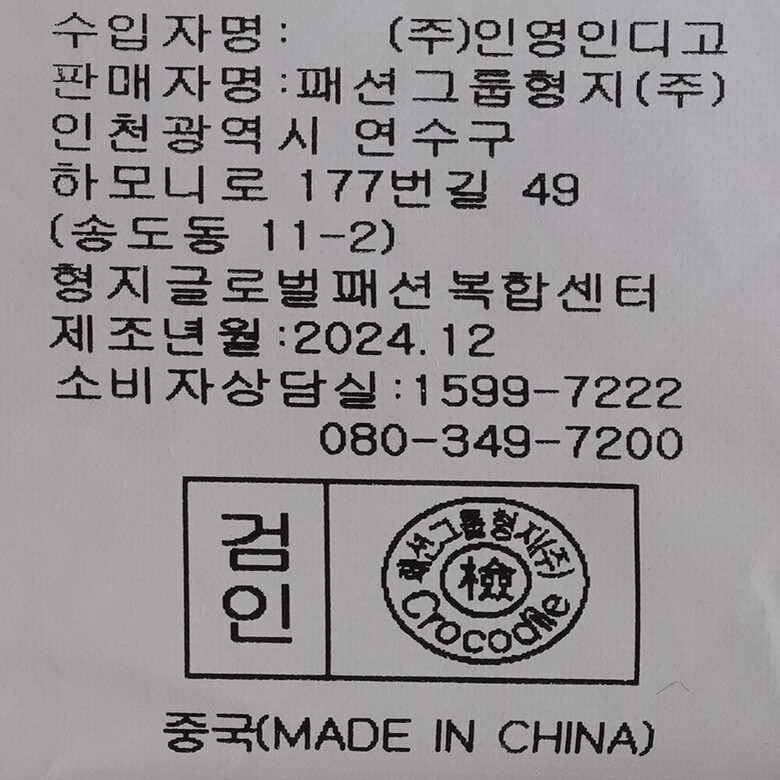 수입자명: (주)인영인디고
판매자명:패션그룹형지(주)
인천광역시 연수구
하모니로 177번길 49
(송도동 11-2)
형지글로벌패션복합센터
제조년월:2024.12
소비자상담실:1599-7222
080-349-7200
검인
패션그룹형지(주)
檢
Crocodile
중국(MADE IN CHINA)